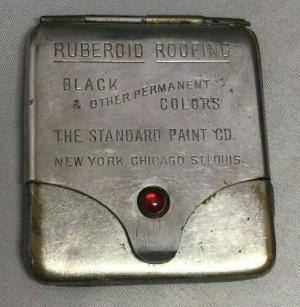 RUBEROID ROOFING
BLACK
& OTHER PERMANENT
COLORS
THE STANDARD PAINT CO.
NEW YORK, CHICAGO, ST. LOUIS.